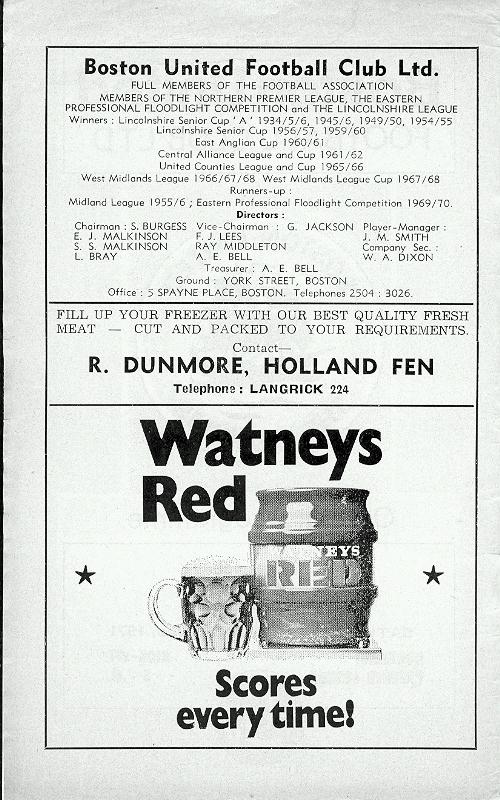 Boston United Football Club Ltd.
FULL MEMBERS OF THE FOOTBALL ASSOCIATION
MEMBERS OF THE NORTHERN PREMIER LEAGUE, THE EASTERN
PROFESSIONAL FLOODLIGHT COMPETITION and THE LINCOLNSHIRE LEAGUE
Winners : Lincolnshire Senior Cup ' A ' 1934/5/6, 1945/6, 1949/50, 1954/55
Lincolnshire Senior Cup 1956/57, 1959/60
East Anglian Cup 1960/61
Central Alliance League and Cup 1961/62
United Counties League and Cup 1965/66
West Midlands League 1966/67/68 West Midlands League Cup 1967/68
Runners-up :
Midland League 1955/6 ; Eastern Professional Floodlight Competition 1969/70.
Directors :
Chairman : S. BURGESS Vice-Chairman : G. JACKSON Player-Manager :
E. J. MALKINSON F. J. LEES J. M. SMITH
S. S. MALKINSON RAY MIDDLETON Company Sec. :
L. BRAY A. E. BELL W. A. DIXON
Treasurer : A. E. BELL
Ground : YORK STREET, BOSTON
Office : 5 SPAYNE PLACE, BOSTON. Telephones 2504 : 3026.
FILL UP YOUR FREEZER WITH OUR BEST QUALITY FRESH
MEAT — CUT AND PACKED TO YOUR REQUIREMENTS.
Contact—
R. DUNMORE, HOLLAND FEN
Telephone : LANGRICK 224
Watneys
Red
WATNEYS
RED
Scores
every time!